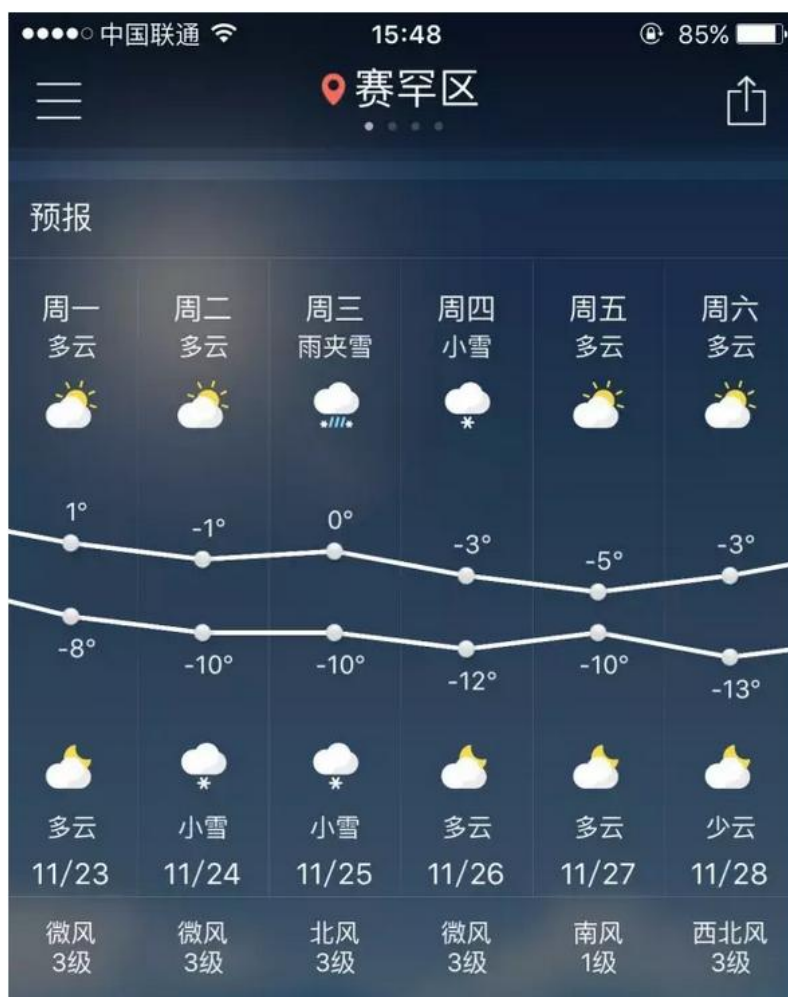 中国联通 15:48 85%
赛罕区
预报
周一 周二 周三 周四 周五 周六
多云 多云 雨夹雪 小雪 多云 多云
1° -1° 0° -3° -5° -3°
-8° -10° -10° -12° -10° -13°
多云 小雪 小雪 多云 多云 少云
11/23 11/24 11/25 11/26 11/27 11/28
微风 微风 北风 微风 南风 西北风
3级 3级 3级 3级 1级 3级